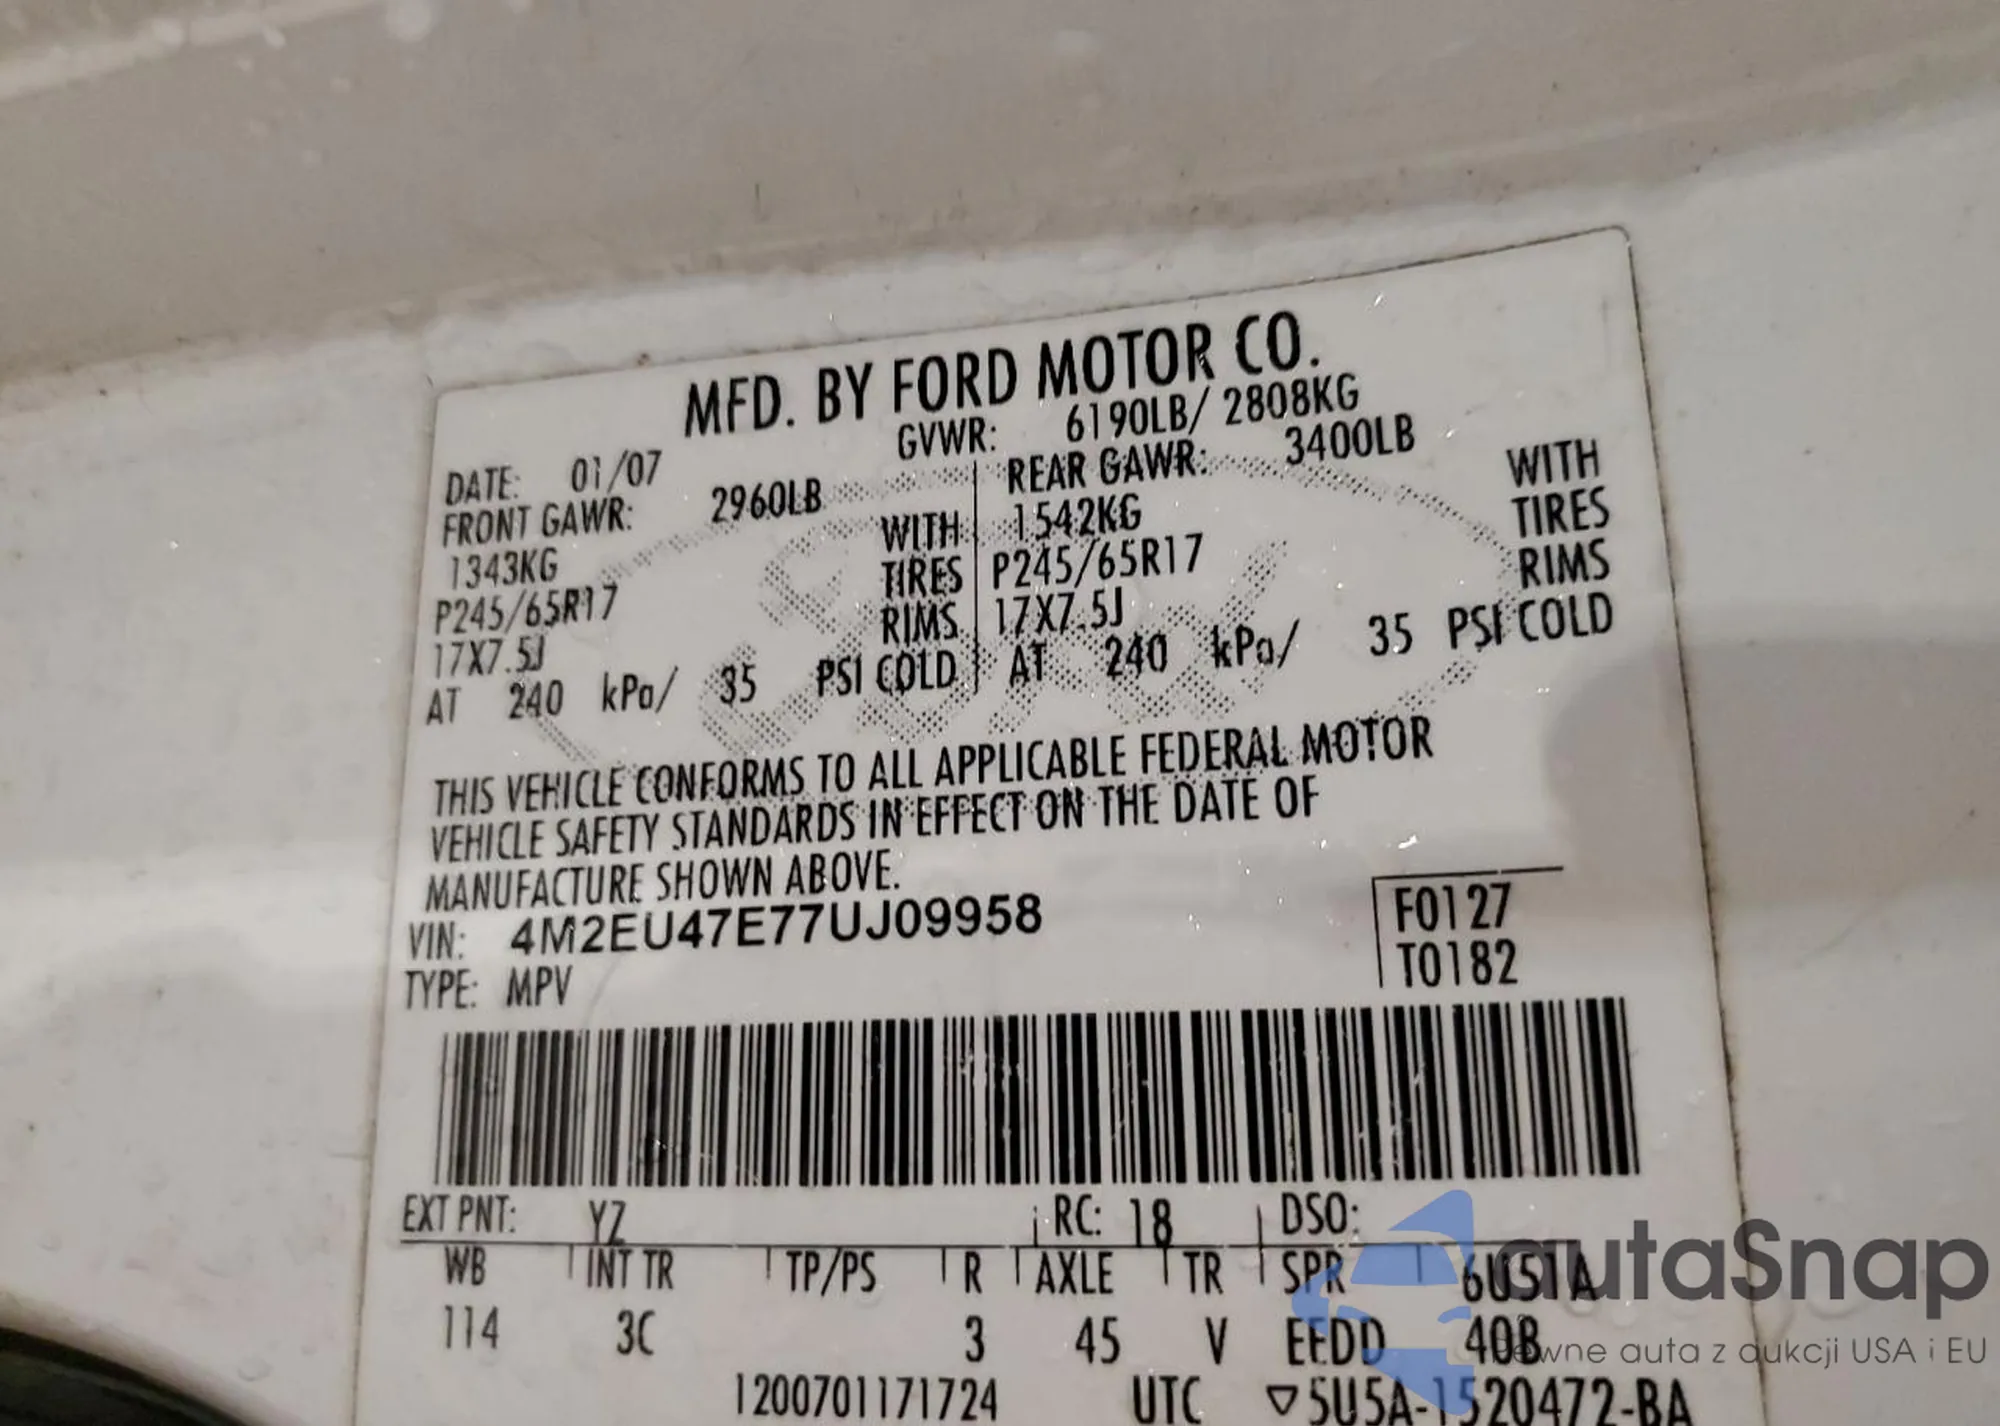 MFD. BY FORD MOTOR CO.
DATE: 01/07 GVWR: 6190LB/ 2808KG
FRONT GAWR: 2960LB REAR GAWR: 3400LB
1343KG WITH 1542KG WITH
P245/65R17 TIRES P245/65R17 TIRES
17X7.5J RIMS 17X7.5J RIMS
AT 240 kPa/ 35 PSI COLD AT 240 kPa/ 35 PSI COLD
THIS VEHICLE CONFORMS TO ALL APPLICABLE FEDERAL MOTOR
VEHICLE SAFETY STANDARDS IN EFFECT ON THE DATE OF
MANUFACTURE SHOWN ABOVE.
VIN: 4M2EU47E77UJ09958 F0127
TYPE: MPV T0182
EXT PNT: YZ RC: 18 DSO:
WB INT TR TP/PS R AXLE TR SPR 6U51A
114 3C 3 45 V EEDD 40B
1200701171724 UTC ▽5U5A-1520472-BA
autaSnap
Pewne auta z aukcji USA i EU